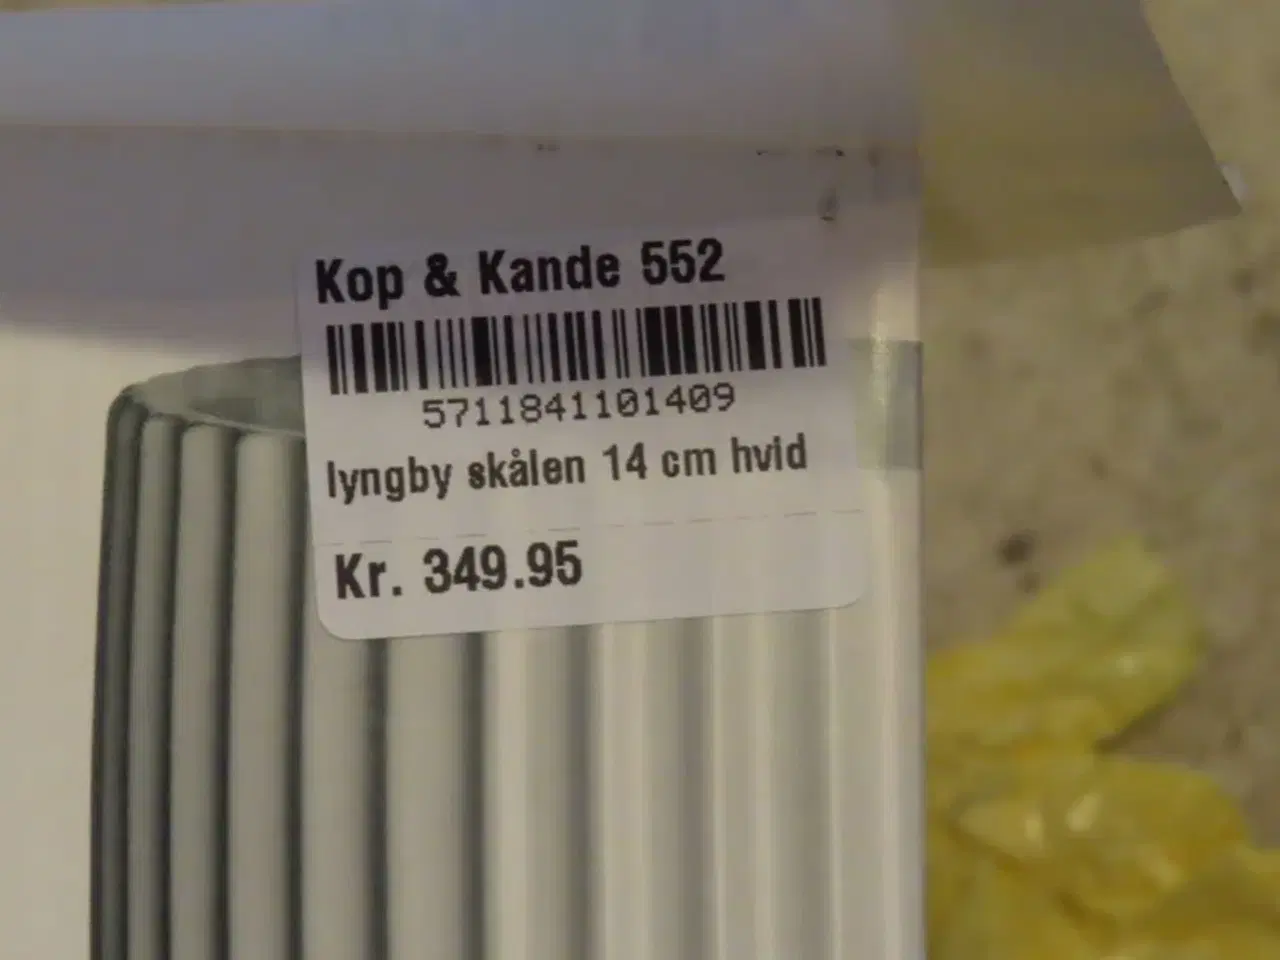 Kop & Kande 552
5711841101409
lyngby skålen 14 cm hvid
Kr. 349.95